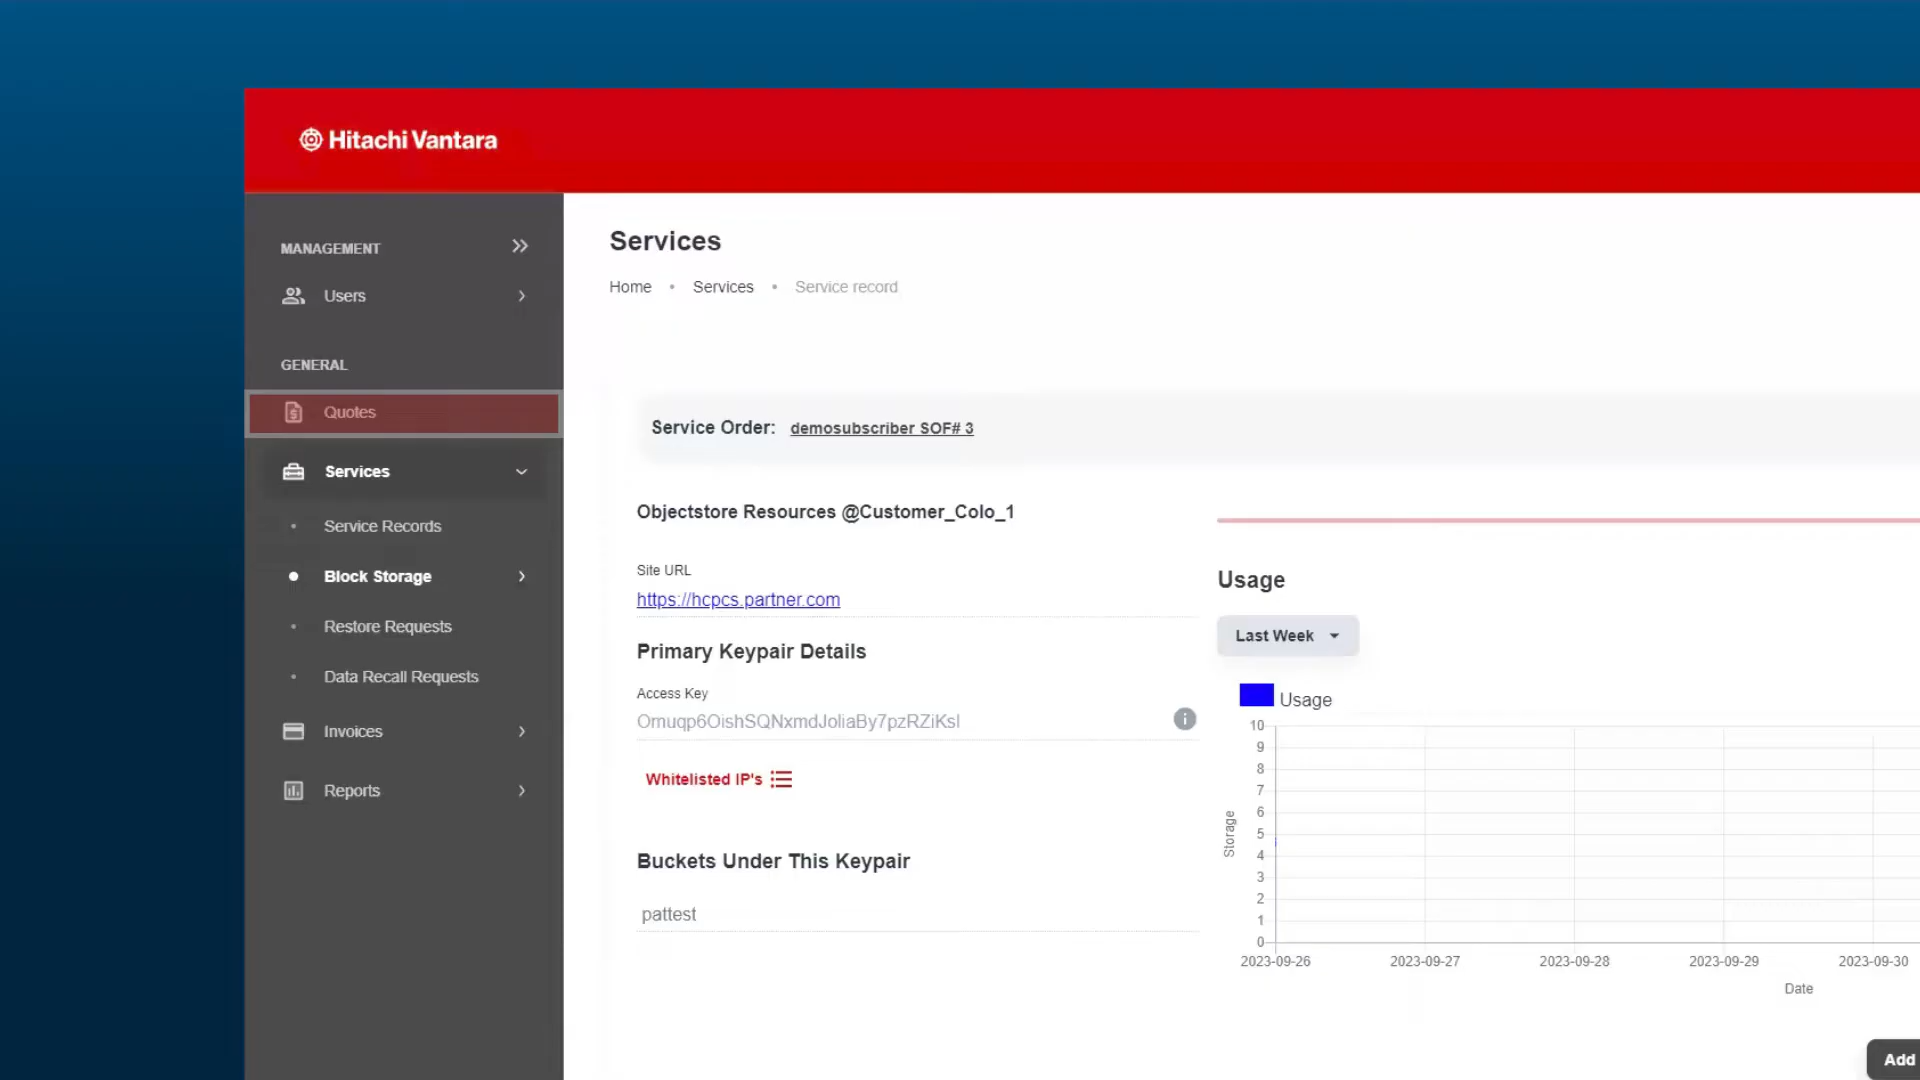 Hitachi Vantara
MANAGEMENT
Users
GENERAL
Quotes
Services
Service Records
Block Storage
Restore Requests
Data Recall Requests
Invoices
Reports
Services
Home • Services • Service record
Service Order: demosubscriber SOF# 3
Objectstore Resources @Customer_Colo_1
Site URL
https://hcpcs.partner.com
Primary Keypair Details
Access Key
Whitelisted IP's
Buckets Under This Keypair
pattest
Usage
Last Week
Usage
10
9
8
7
6
5
4
3
2
1
0
Storage
2023-09-26 2023-09-27 2023-09-28 2023-09-29 2023-09-30
Date
Add